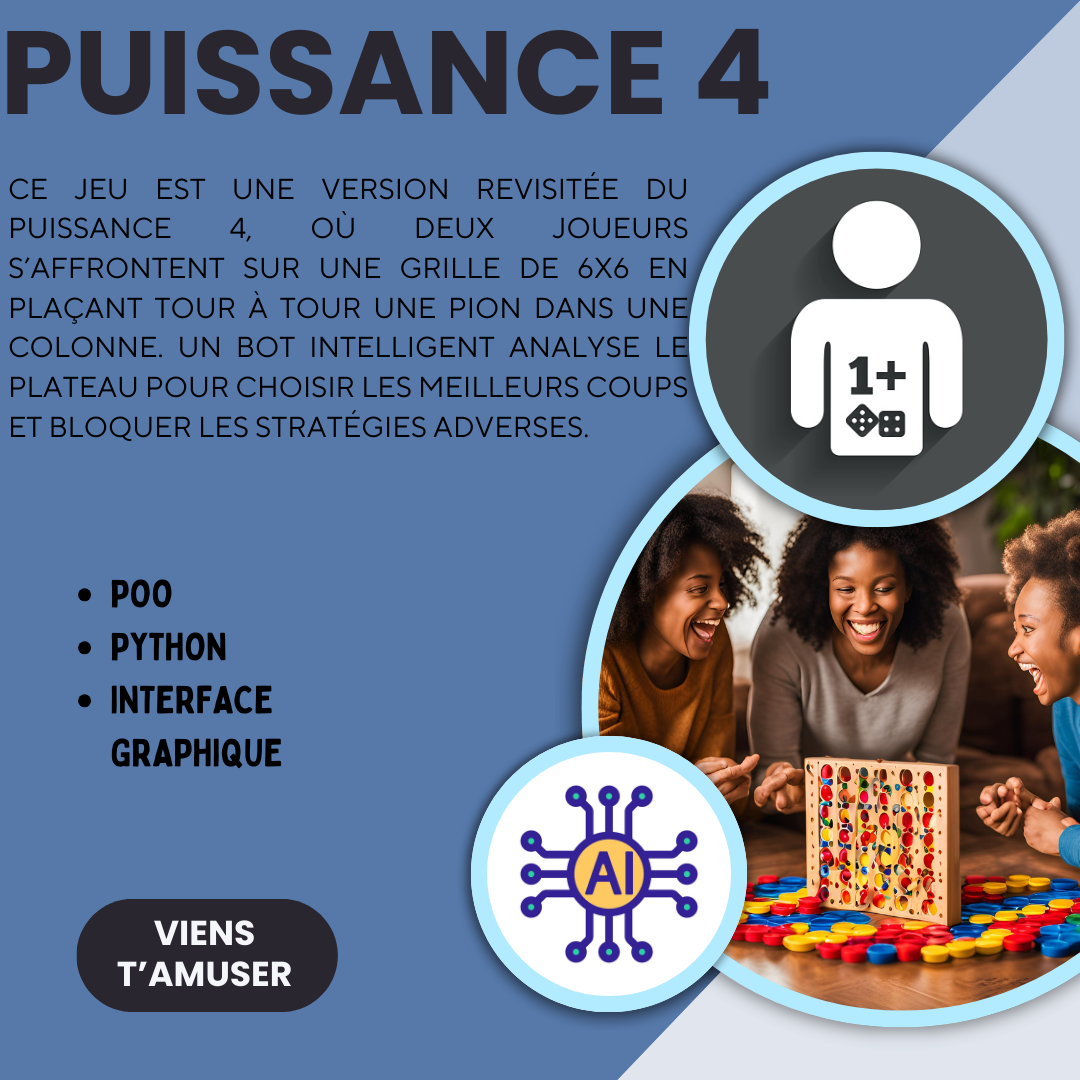 PUISSANCE 4
CE JEU EST UNE VERSION REVISITÉE DU
PUISSANCE 4, OÙ DEUX JOUEURS
S’AFFRONTENT SUR UNE GRILLE DE 6X6 EN
PLAÇANT TOUR À TOUR UNE PION DANS UNE
COLONNE. UN BOT INTELLIGENT ANALYSE LE
PLATEAU POUR CHOISIR LES MEILLEURS COUPS
ET BLOQUER LES STRATÉGIES ADVERSES.
1+
• POO
• PYTHON
• INTERFACE
GRAPHIQUE
AI
VIENS
T’AMUSER